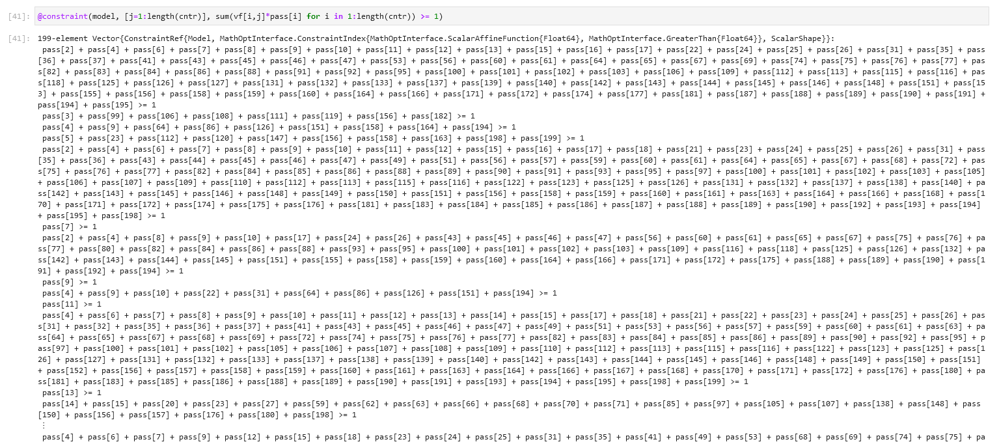 [41]: @constraint(model, [j=1:length(cntr)], sum(vf[i,j]*pass[i] for i in 1:length(cntr)) >= 1)
[41]: 199-element Vector{ConstraintRef{Model, MathOptInterface.ConstraintIndex{MathOptInterface.ScalarAffineFunction{Float64}, MathOptInterface.GreaterThan{Float64}}, ScalarShape}}:
pass[2] + pass[4] + pass[6] + pass[7] + pass[8] + pass[9] + pass[10] + pass[11] + pass[12] + pass[13] + pass[15] + pass[16] + pass[17] + pass[22] + pass[24] + pass[25] + pass[26] + pass[31] + pass[35] + pass
[36] + pass[37] + pass[41] + pass[43] + pass[45] + pass[46] + pass[47] + pass[53] + pass[56] + pass[60] + pass[61] + pass[64] + pass[65] + pass[67] + pass[69] + pass[74] + pass[75] + pass[76] + pass[77] + pas
s[82] + pass[83] + pass[84] + pass[86] + pass[88] + pass[91] + pass[92] + pass[95] + pass[100] + pass[101] + pass[102] + pass[103] + pass[106] + pass[109] + pass[112] + pass[113] + pass[115] + pass[116] + pas
s[118] + pass[125] + pass[126] + pass[127] + pass[131] + pass[132] + pass[133] + pass[137] + pass[139] + pass[140] + pass[142] + pass[143] + pass[144] + pass[145] + pass[146] + pass[148] + pass[151] + pass[15
3] + pass[155] + pass[156] + pass[158] + pass[159] + pass[160] + pass[164] + pass[166] + pass[171] + pass[172] + pass[174] + pass[177] + pass[181] + pass[187] + pass[188] + pass[189] + pass[190] + pass[191] +
pass[194] + pass[195] >= 1
pass[3] + pass[99] + pass[106] + pass[108] + pass[111] + pass[119] + pass[156] + pass[182] >= 1
pass[4] + pass[9] + pass[64] + pass[86] + pass[126] + pass[151] + pass[158] + pass[164] + pass[194] >= 1
pass[5] + pass[23] + pass[112] + pass[120] + pass[147] + pass[156] + pass[158] + pass[163] + pass[198] + pass[199] >= 1
pass[2] + pass[4] + pass[6] + pass[7] + pass[8] + pass[9] + pass[10] + pass[11] + pass[12] + pass[15] + pass[16] + pass[17] + pass[18] + pass[21] + pass[23] + pass[24] + pass[25] + pass[26] + pass[31] + pass
[35] + pass[36] + pass[43] + pass[44] + pass[45] + pass[46] + pass[47] + pass[49] + pass[51] + pass[56] + pass[57] + pass[59] + pass[60] + pass[61] + pass[64] + pass[65] + pass[67] + pass[68] + pass[72] + pas
s[75] + pass[76] + pass[77] + pass[82] + pass[84] + pass[85] + pass[86] + pass[88] + pass[89] + pass[90] + pass[91] + pass[93] + pass[95] + pass[97] + pass[100] + pass[101] + pass[102] + pass[103] + pass[105]
+ pass[106] + pass[107] + pass[109] + pass[110] + pass[112] + pass[113] + pass[115] + pass[116] + pass[122] + pass[123] + pass[125] + pass[126] + pass[131] + pass[132] + pass[137] + pass[138] + pass[140] + pa
ss[142] + pass[143] + pass[145] + pass[146] + pass[148] + pass[149] + pass[150] + pass[151] + pass[156] + pass[158] + pass[159] + pass[160] + pass[161] + pass[163] + pass[164] + pass[166] + pass[168] + pass[1
70] + pass[171] + pass[172] + pass[174] + pass[175] + pass[176] + pass[181] + pass[183] + pass[184] + pass[185] + pass[186] + pass[187] + pass[188] + pass[189] + pass[190] + pass[192] + pass[193] + pass[194]
+ pass[195] + pass[198] >= 1
pass[7] >= 1
pass[2] + pass[4] + pass[8] + pass[9] + pass[10] + pass[17] + pass[24] + pass[26] + pass[43] + pass[45] + pass[46] + pass[47] + pass[56] + pass[60] + pass[61] + pass[65] + pass[67] + pass[75] + pass[76] + pa
ss[77] + pass[80] + pass[82] + pass[84] + pass[86] + pass[88] + pass[93] + pass[95] + pass[100] + pass[101] + pass[102] + pass[103] + pass[109] + pass[116] + pass[118] + pass[125] + pass[126] + pass[132] + pa
ss[142] + pass[143] + pass[144] + pass[145] + pass[151] + pass[155] + pass[158] + pass[159] + pass[160] + pass[164] + pass[166] + pass[171] + pass[172] + pass[175] + pass[188] + pass[189] + pass[190] + pass[1
91] + pass[192] + pass[194] >= 1
pass[9] >= 1
pass[4] + pass[9] + pass[10] + pass[22] + pass[31] + pass[64] + pass[86] + pass[126] + pass[151] + pass[194] >= 1
pass[11] >= 1
pass[4] + pass[6] + pass[7] + pass[8] + pass[9] + pass[10] + pass[11] + pass[12] + pass[13] + pass[14] + pass[15] + pass[17] + pass[18] + pass[21] + pass[22] + pass[23] + pass[24] + pass[25] + pass[26] + pas
s[31] + pass[32] + pass[35] + pass[36] + pass[37] + pass[41] + pass[43] + pass[45] + pass[46] + pass[47] + pass[49] + pass[51] + pass[53] + pass[56] + pass[57] + pass[59] + pass[60] + pass[61] + pass[63] + pa
ss[64] + pass[65] + pass[67] + pass[68] + pass[69] + pass[72] + pass[74] + pass[75] + pass[76] + pass[77] + pass[82] + pass[83] + pass[84] + pass[85] + pass[86] + pass[89] + pass[90] + pass[92] + pass[95] + p
ass[97] + pass[100] + pass[101] + pass[102] + pass[105] + pass[106] + pass[107] + pass[108] + pass[109] + pass[110] + pass[112] + pass[113] + pass[115] + pass[116] + pass[122] + pass[123] + pass[125] + pass[1
26] + pass[127] + pass[131] + pass[132] + pass[133] + pass[137] + pass[138] + pass[139] + pass[140] + pass[142] + pass[143] + pass[144] + pass[145] + pass[146] + pass[148] + pass[149] + pass[150] + pass[151]
+ pass[152] + pass[156] + pass[157] + pass[158] + pass[159] + pass[160] + pass[161] + pass[163] + pass[164] + pass[166] + pass[167] + pass[168] + pass[170] + pass[171] + pass[172] + pass[176] + pass[180] + pa
ss[181] + pass[183] + pass[185] + pass[186] + pass[188] + pass[189] + pass[190] + pass[191] + pass[193] + pass[194] + pass[195] + pass[198] + pass[199] >= 1
pass[13] >= 1
pass[14] + pass[15] + pass[20] + pass[23] + pass[27] + pass[59] + pass[62] + pass[63] + pass[66] + pass[68] + pass[70] + pass[71] + pass[85] + pass[97] + pass[105] + pass[107] + pass[138] + pass[148] + pass
[150] + pass[156] + pass[157] + pass[176] + pass[180] + pass[198] >= 1
⋮
pass[4] + pass[6] + pass[7] + pass[9] + pass[12] + pass[15] + pass[18] + pass[23] + pass[24] + pass[25] + pass[31] + pass[35] + pass[41] + pass[49] + pass[53] + pass[68] + pass[69] + pass[74] + pass[75] + pa